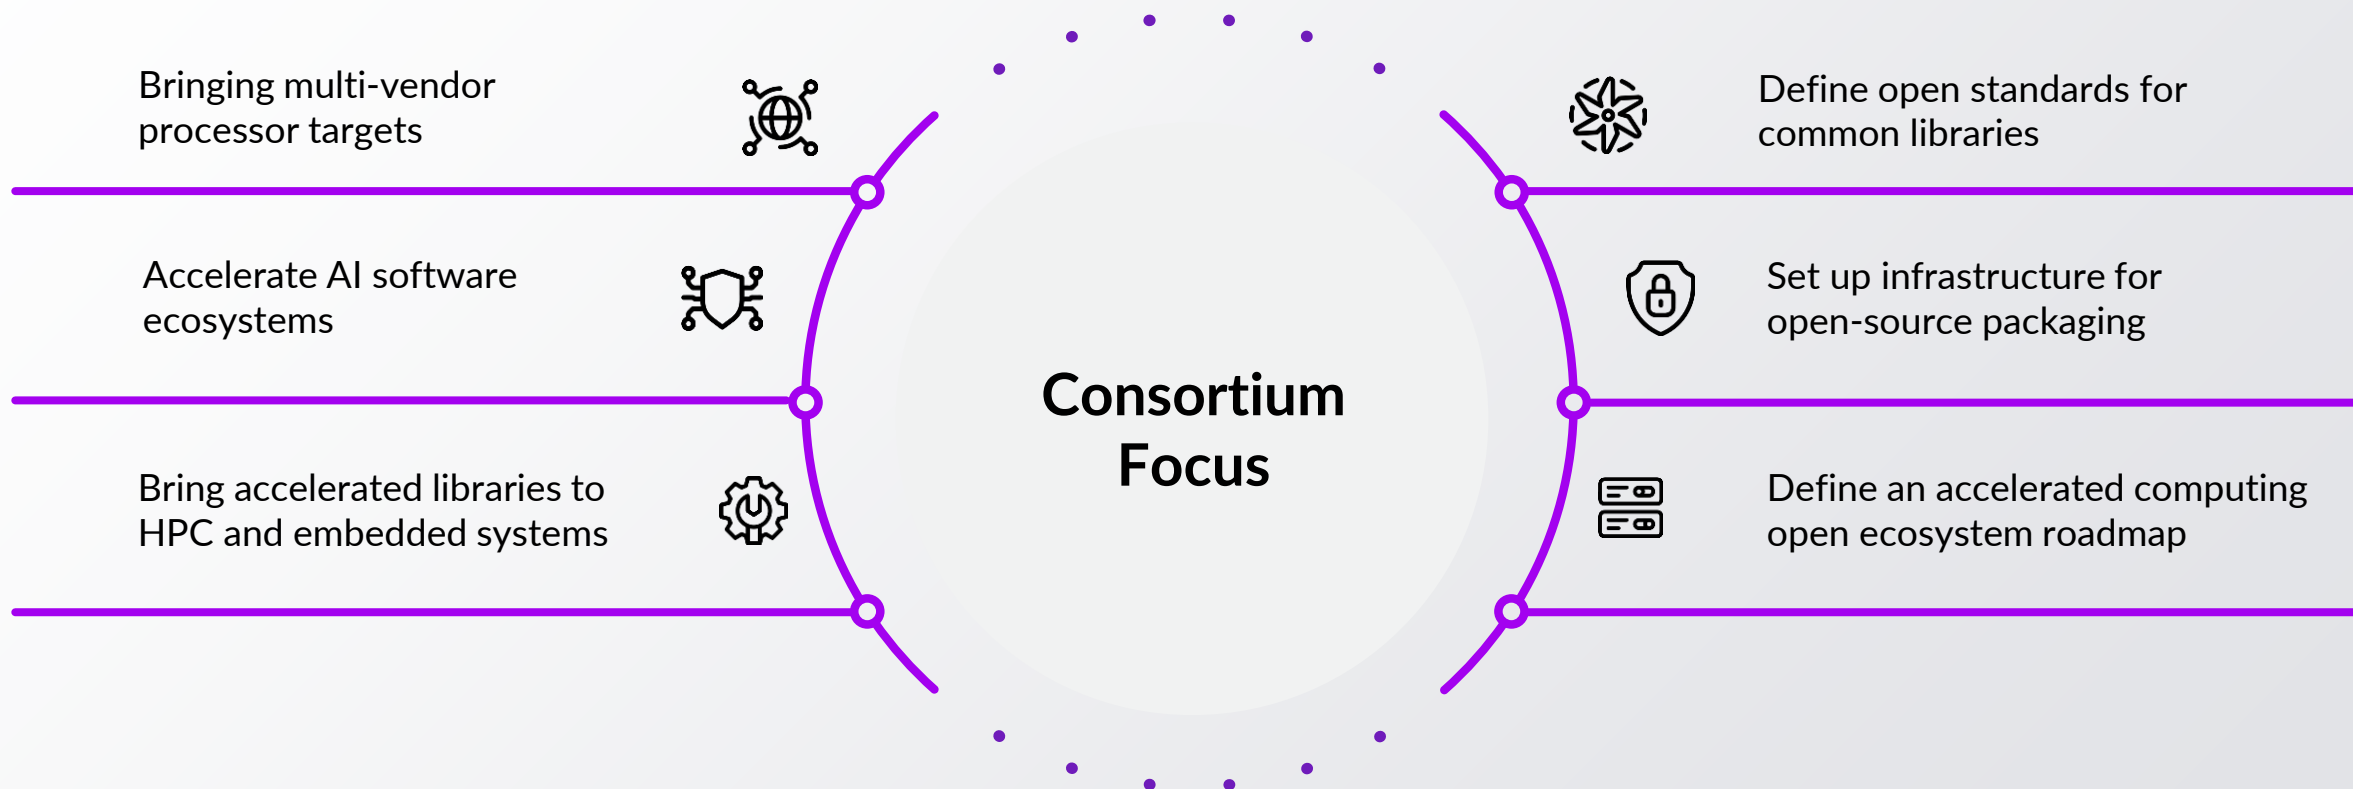 Bringing multi-vendor
processor targets
Accelerate AI software
ecosystems
Bring accelerated libraries to
HPC and embedded systems
Consortium
Focus
Define open standards for
common libraries
Set up infrastructure for
open-source packaging
Define an accelerated computing
open ecosystem roadmap